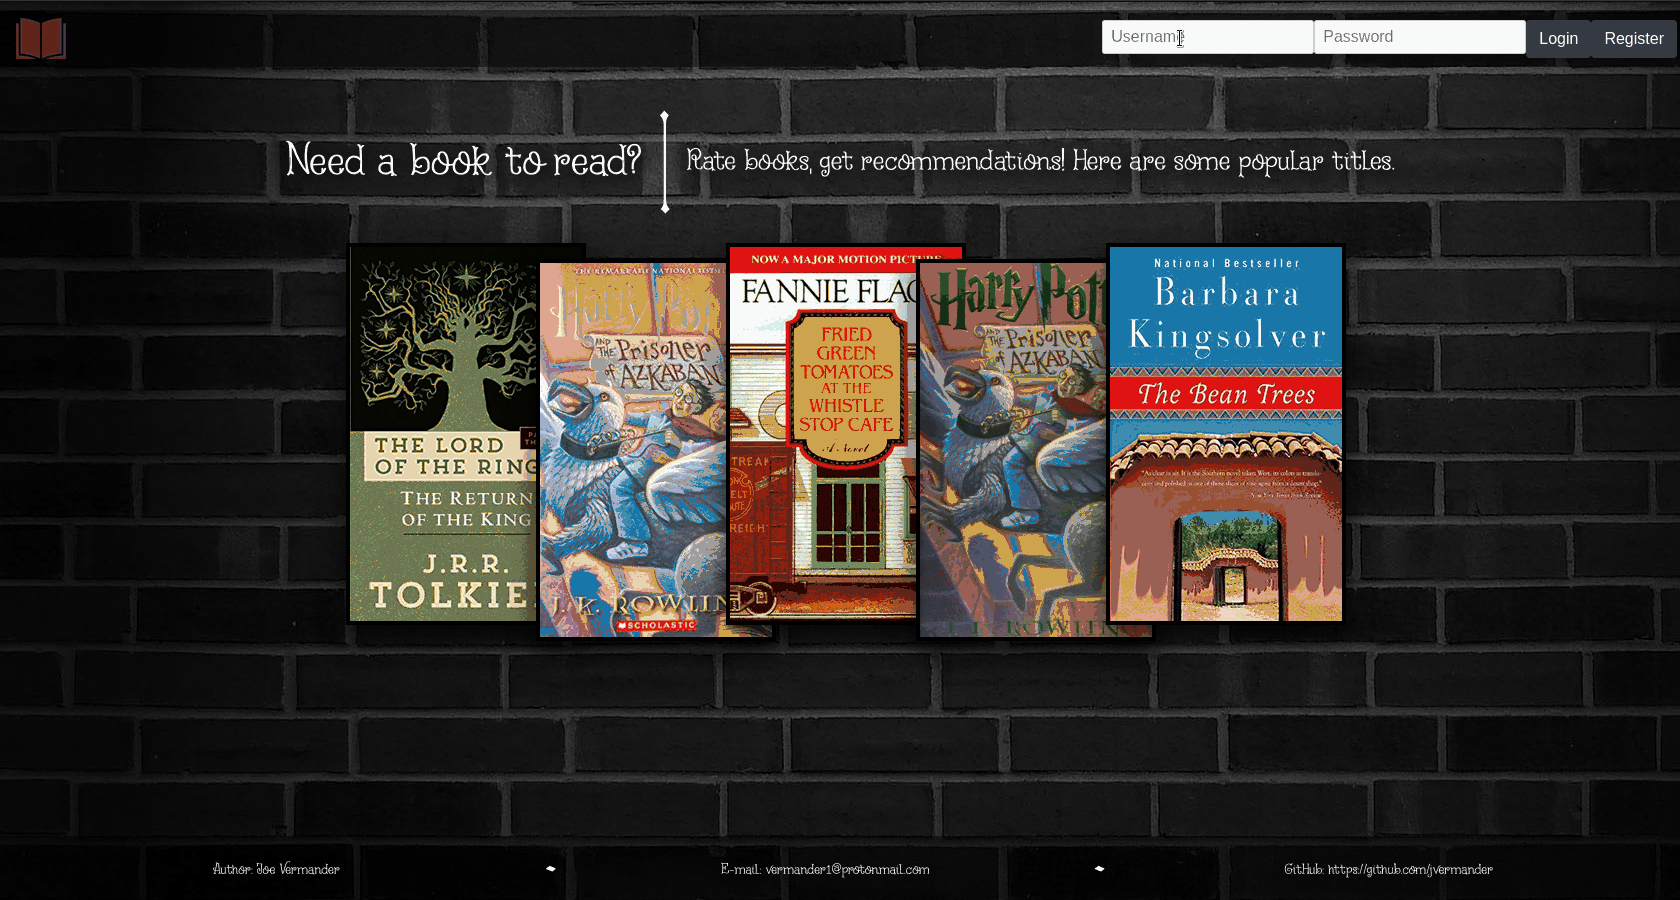 Username
Password
Login
Register
Need a book to read?
Rate books, get recommendations! Here are some popular titles.
THE LORD
OF THE RING
THE RETURN
OF THE KING
J.R.R.
TOLKIE
THE REMARKABLE NATIONAL BESTSE
Harry Pot
AND THE Prisoner
of AZKABAN
J. K. ROWLIN
SCHOLASTIC
NOW A MAJOR MOTION PICTURE
FANNIE FLAG
FRIED
GREEN
TOMATOES
AT THE
WHISTLE
STOP CAFE
A Novel
Harry Pott
AND THE Prisoner
of AZKABAN
J. K. ROWLING
National Bestseller
Barbara
Kingsolver
The Bean Trees
Author: Joe Vermander
E-mail: vermander1@protonmail.com
GitHub: https://github.com/jvermander